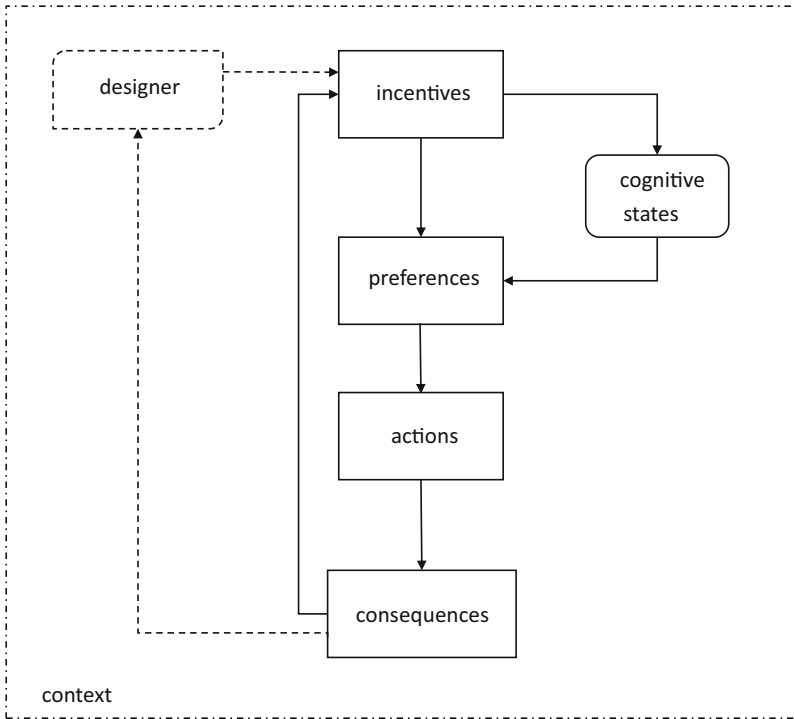 designer
incentives
cognitive
states
preferences
actions
consequences
context